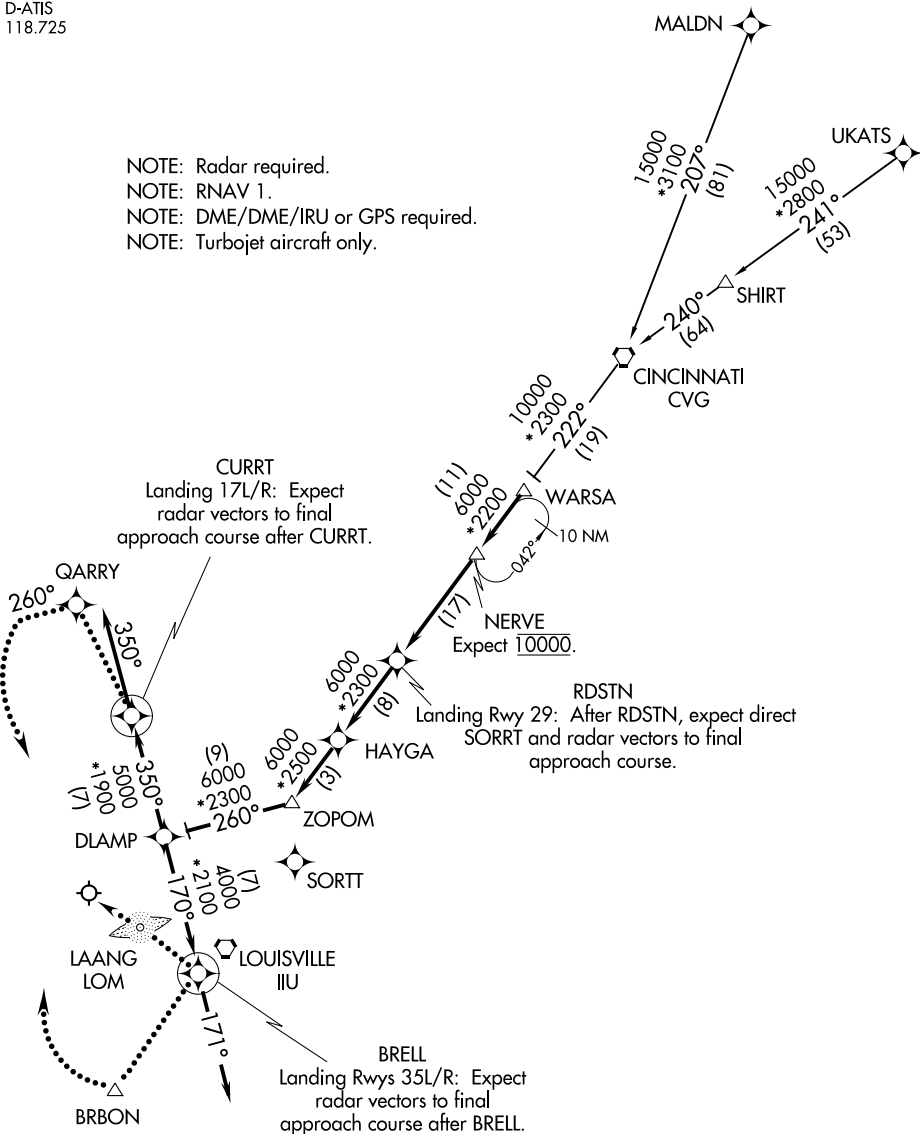 D-ATIS
118.725
MALDN
UKATS
NOTE: Radar required.
NOTE: RNAV 1.
NOTE: DME/DME/IRU or GPS required.
NOTE: Turbojet aircraft only.
15000
*3100
207°
(81)
15000
*2800
241°
(53)
SHIRT
240°
(64)
CINCINNATI
CVG
10000
*2300
222°
(19)
CURRT
Landing 17L/R: Expect
radar vectors to final
approach course after CURRT.
(11)
6000
*2200
WARSA
10 NM
042°
QARRY
260°
350°
(17)
NERVE
Expect 10000.
6000
*2300
(8)
RDSTN
Landing Rwy 29: After RDSTN, expect direct
SORRT and radar vectors to final
approach course.
HAYGA
6000
*2500
(3)
(9)
6000
*2300
260°
350°
5000
*1900
(7)
ZOPOM
DLAMP
SORTT
(7)
4000
*2100
170°
LAANG
LOM
LOUISVILLE
IIU
171°
BRELL
Landing Rwys 35L/R: Expect
radar vectors to final
approach course after BRELL.
BRBON